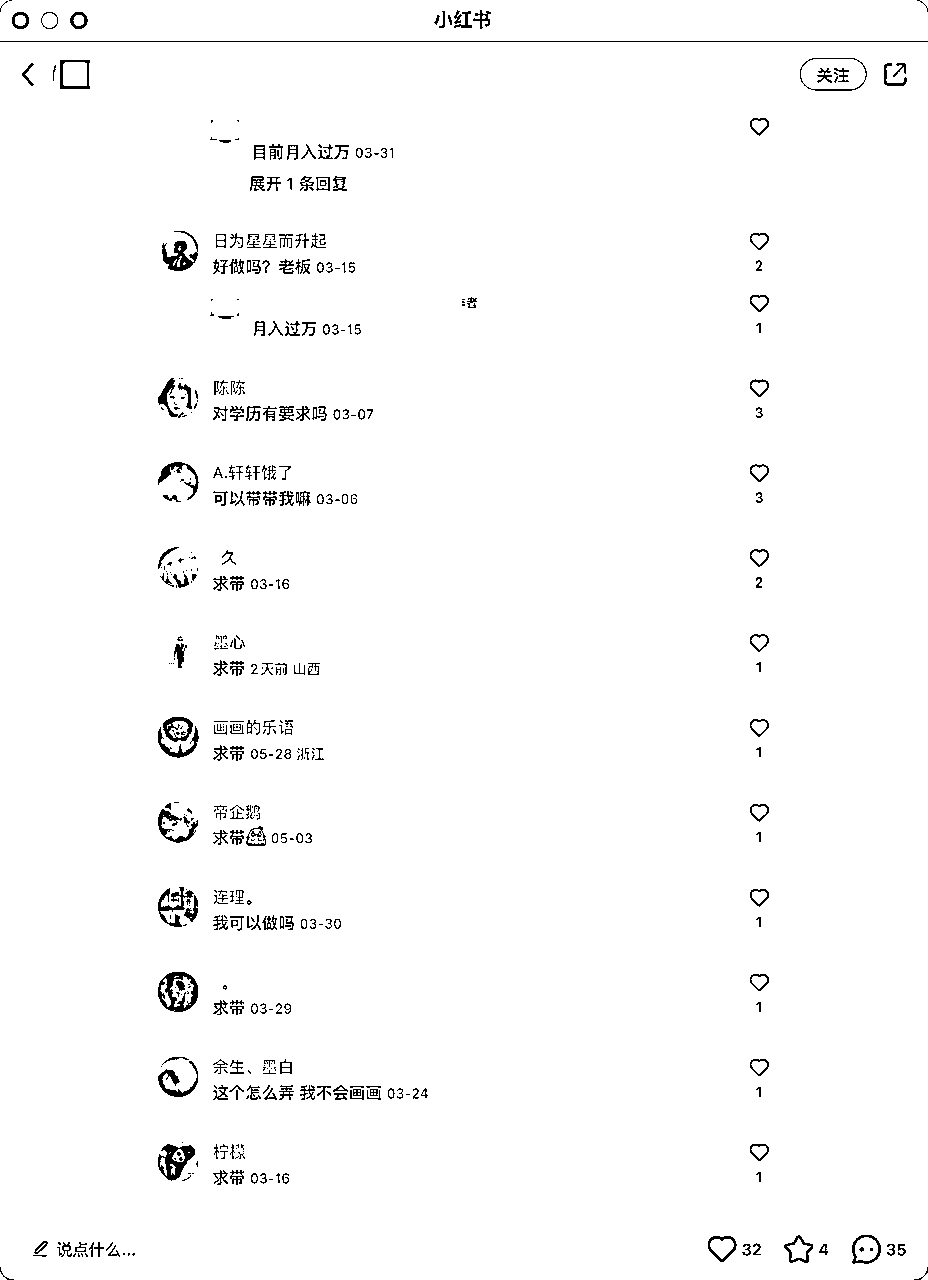 小红书
关注
目前月入过万 03-31
展开 1 条回复
日为星星而升起
好做吗？老板 03-15
2
者
月入过万 03-15
1
陈陈
对学历有要求吗 03-07
3
A.轩轩饿了
可以带带我嘛 03-06
3
久
求带 03-16
2
墨心
求带 2天前 山西
1
画画的乐语
求带 05-28 浙江
1
帝企鹅
求带 05-03
1
连理。
我可以做吗 03-30
1
。
求带 03-29
1
余生、墨白
这个怎么弄 我不会画画 03-24
1
柠檬
求带 03-16
1
说点什么...
32
4
35